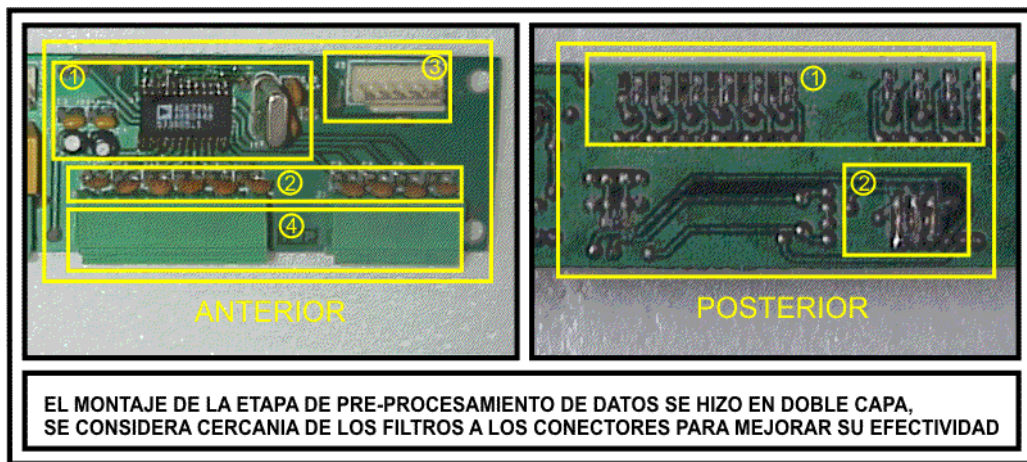 1
3
2
4
ANTERIOR
1
2
POSTERIOR
EL MONTAJE DE LA ETAPA DE PRE-PROCESAMIENTO DE DATOS SE HIZO EN DOBLE CAPA,
SE CONSIDERA CERCANIA DE LOS FILTROS A LOS CONECTORES PARA MEJORAR SU EFECTIVIDAD